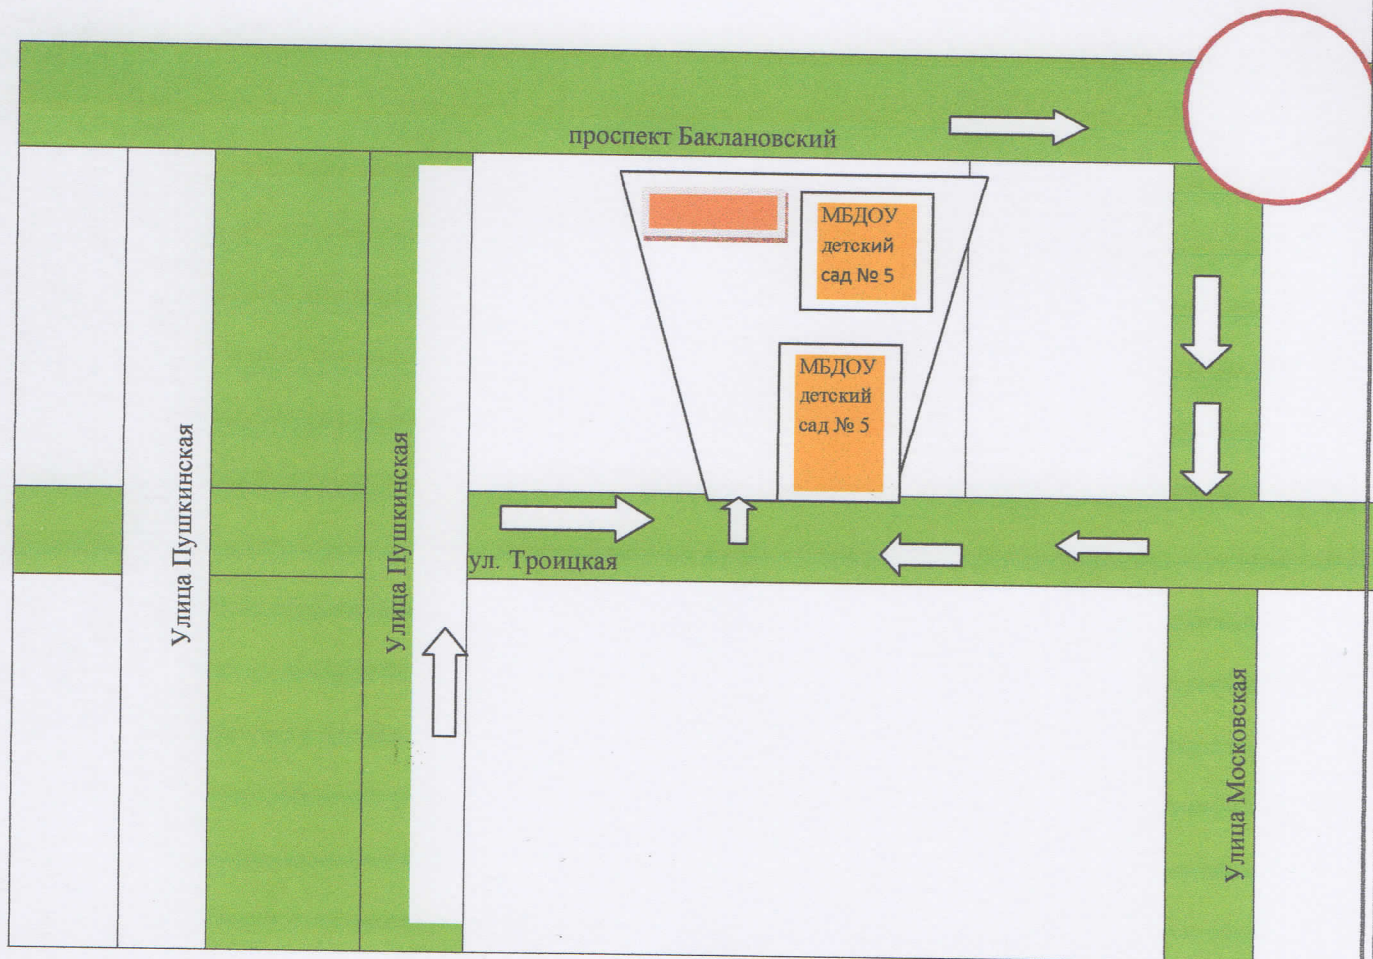 проспект Баклановский
МБДОУ
детский
сад № 5
МБДОУ
детский
сад № 5
Улица Пушкинская
Улица Пушкинская
ул. Троицкая
Улица Московская